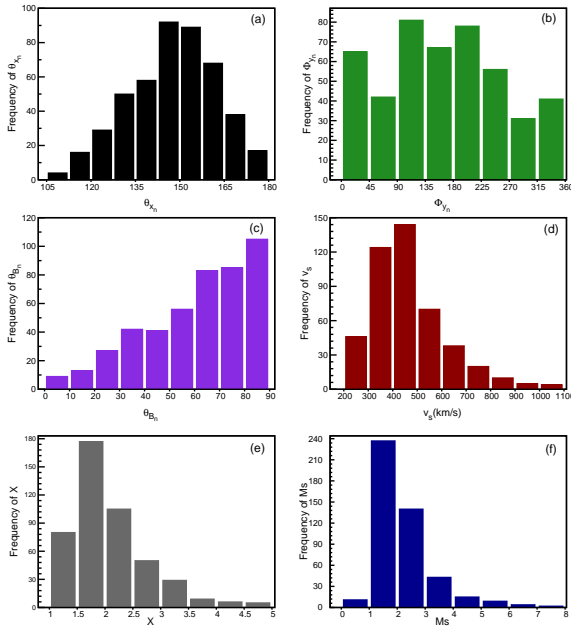 (a)
Frequency of θxn
100
80
60
40
20
0
105 120 135 150 165 180
θxn
(b)
Frequency of Φyn
80
70
60
50
40
30
20
10
0
0 45 90 135 180 225 270 315 360
Φyn
(c)
Frequency of θBn
120
100
80
60
40
20
0
0 10 20 30 40 50 60 70 80 90
θBn
(d)
Frequency of vs
150
120
90
60
30
0
200 300 400 500 600 700 800 900 1000 1100
vs(km/s)
(e)
Frequency of X
180
150
120
90
60
30
0
1 1.5 2 2.5 3 3.5 4 4.5 5
X
(f)
Frequency of Ms
240
210
180
150
120
90
60
30
0
0 1 2 3 4 5 6 7 8
Ms